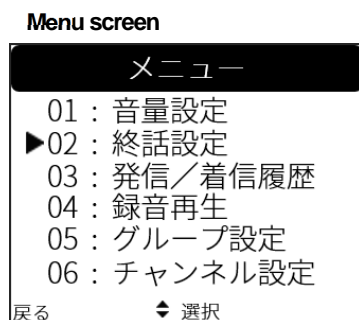 Menu screen
メニュー
01 : 音量設定
▶02 : 終話設定
03 : 発信／着信履歴
04 : 録音再生
05 : グループ設定
06 : チャンネル設定
戻る ◆ 選択